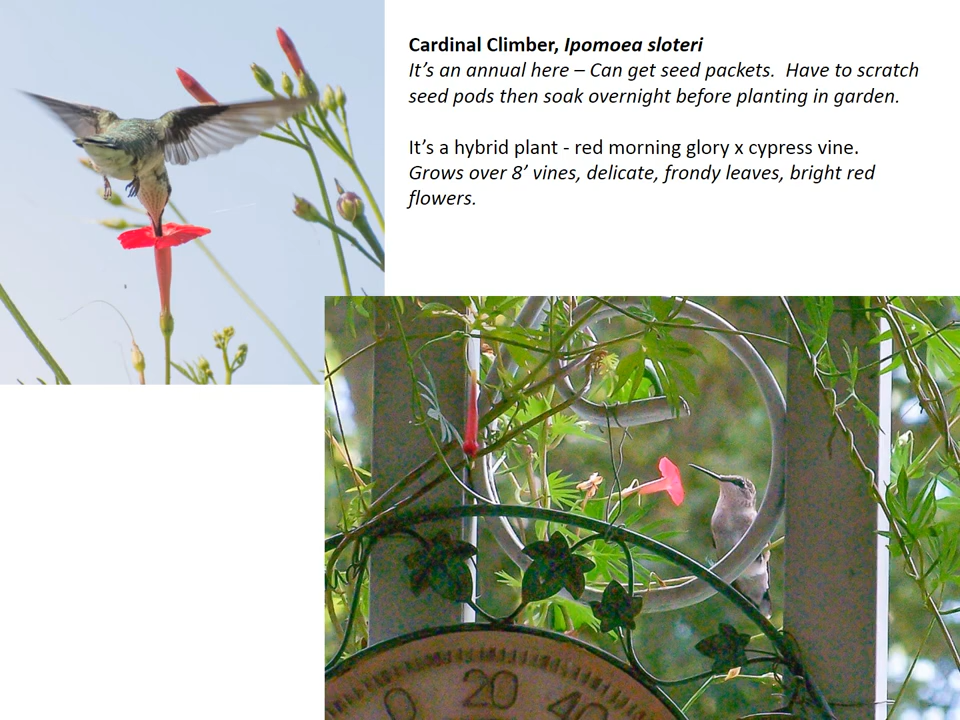 Cardinal Climber, Ipomoea sloteri
It’s an annual here – Can get seed packets.  Have to scratch
seed pods then soak overnight before planting in garden.
It’s a hybrid plant - red morning glory x cypress vine.
Grows over 8’ vines, delicate, frondy leaves, bright red
flowers.
0 20 40